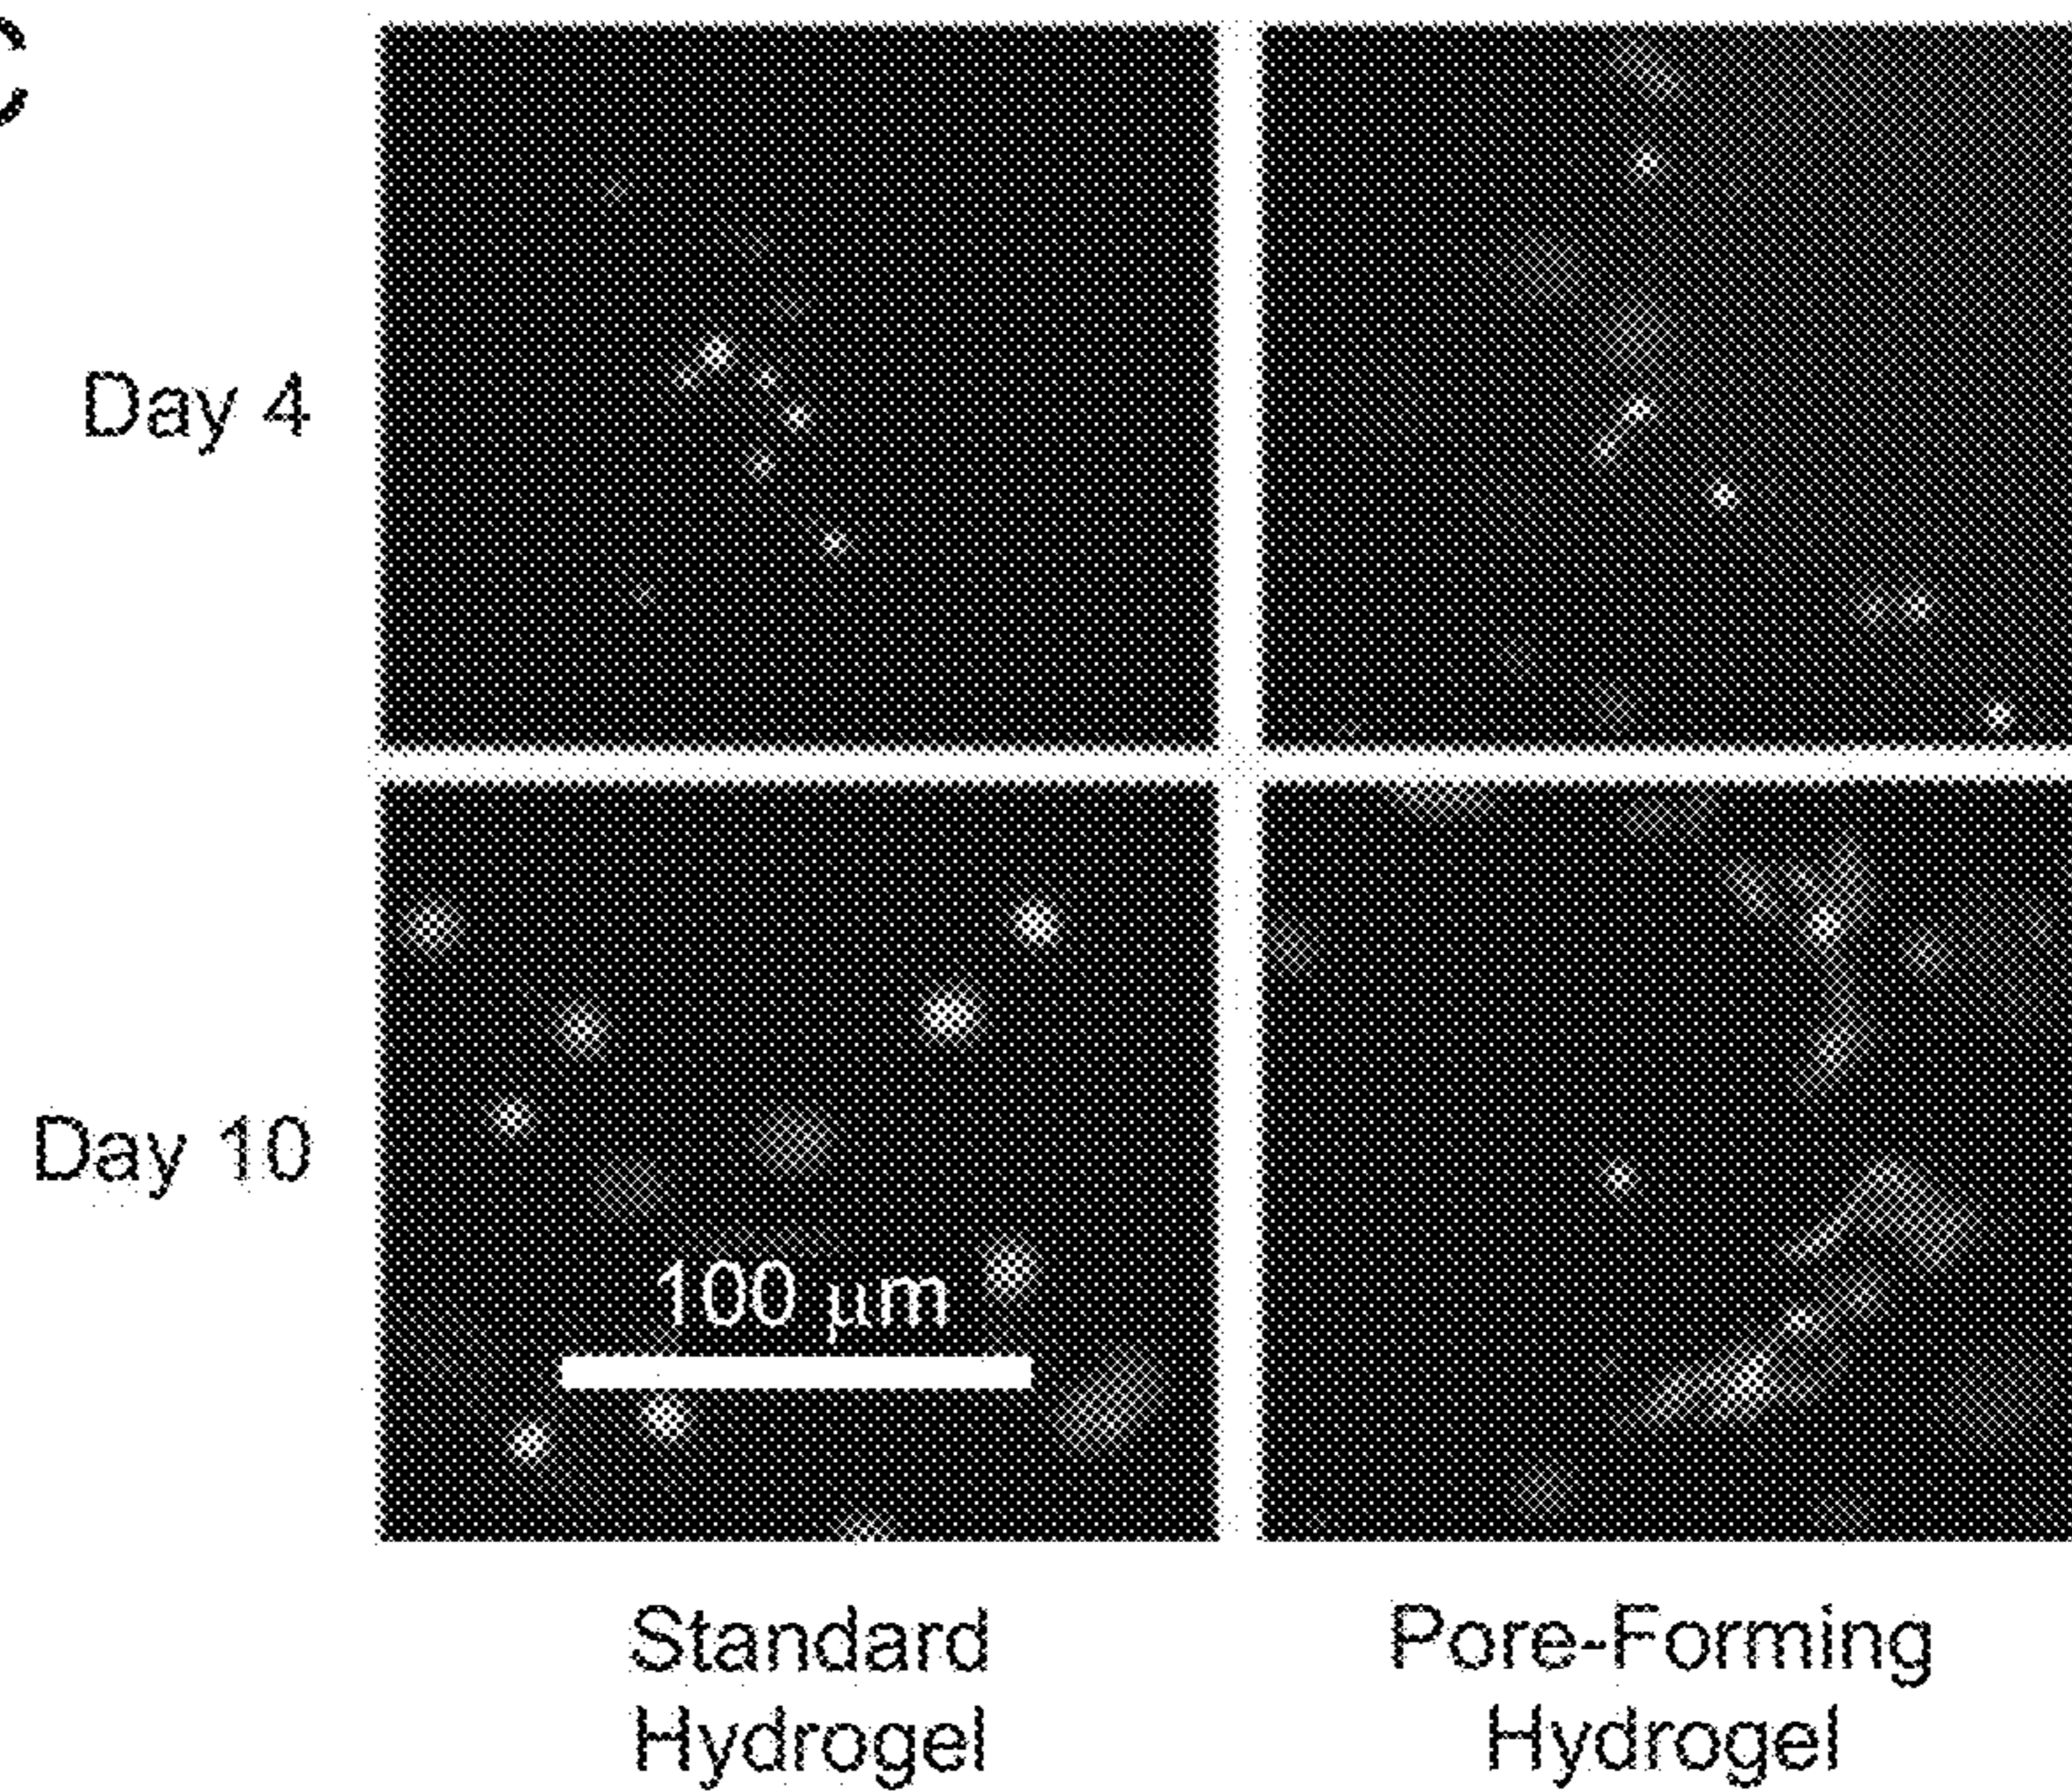 C
Day 4
Day 10
100 μm
Standard
Hydrogel
Pore-Forming
Hydrogel